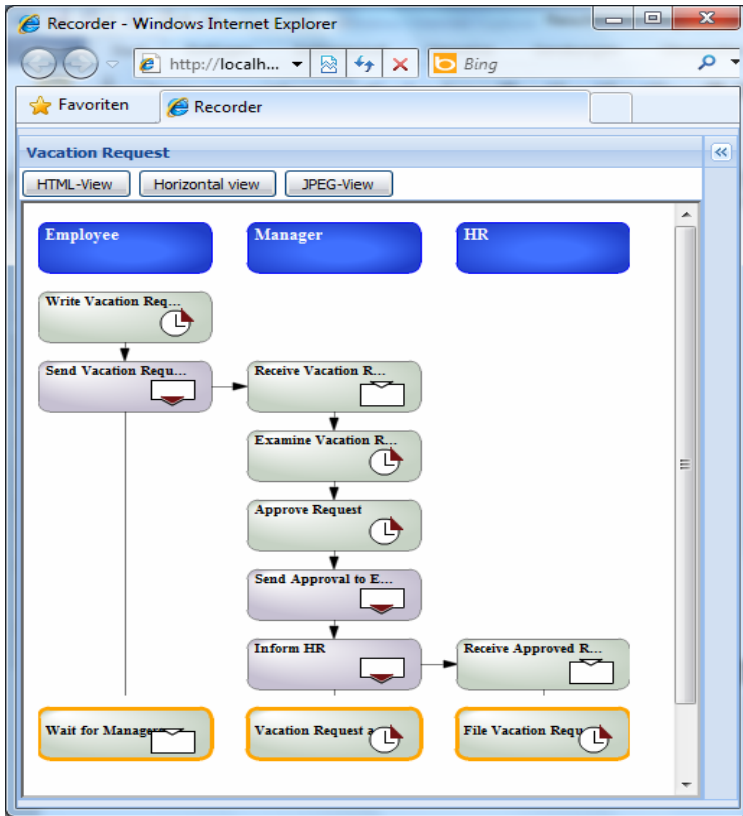 Recorder - Windows Internet Explorer
http://localh...
Bing
Favoriten
Recorder
Vacation Request
HTML-View
Horizontal view
JPEG-View
Employee
Manager
HR
Write Vacation Req...
Send Vacation Requ...
Receive Vacation R...
Examine Vacation R...
Approve Request
Send Approval to E...
Inform HR
Receive Approved R...
Wait for Managers
Vacation Request a
File Vacation Requ